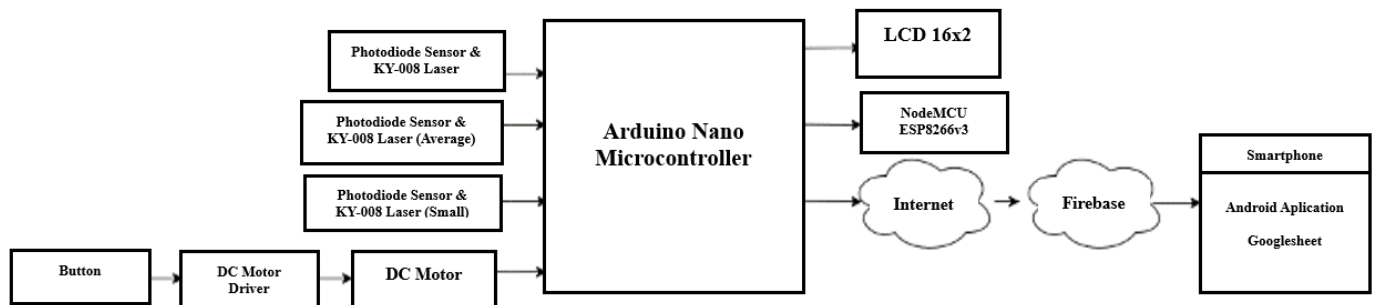 Photodiode Sensor &
KY-008 Laser
Photodiode Sensor &
KY-008 Laser (Average)
Photodiode Sensor &
KY-008 Laser (Small)
Button
DC Motor
Driver
DC Motor
Arduino Nano
Microcontroller
LCD 16x2
NodeMCU
ESP8266v3
Internet
Firebase
Smartphone
Android Aplication
Googlesheet